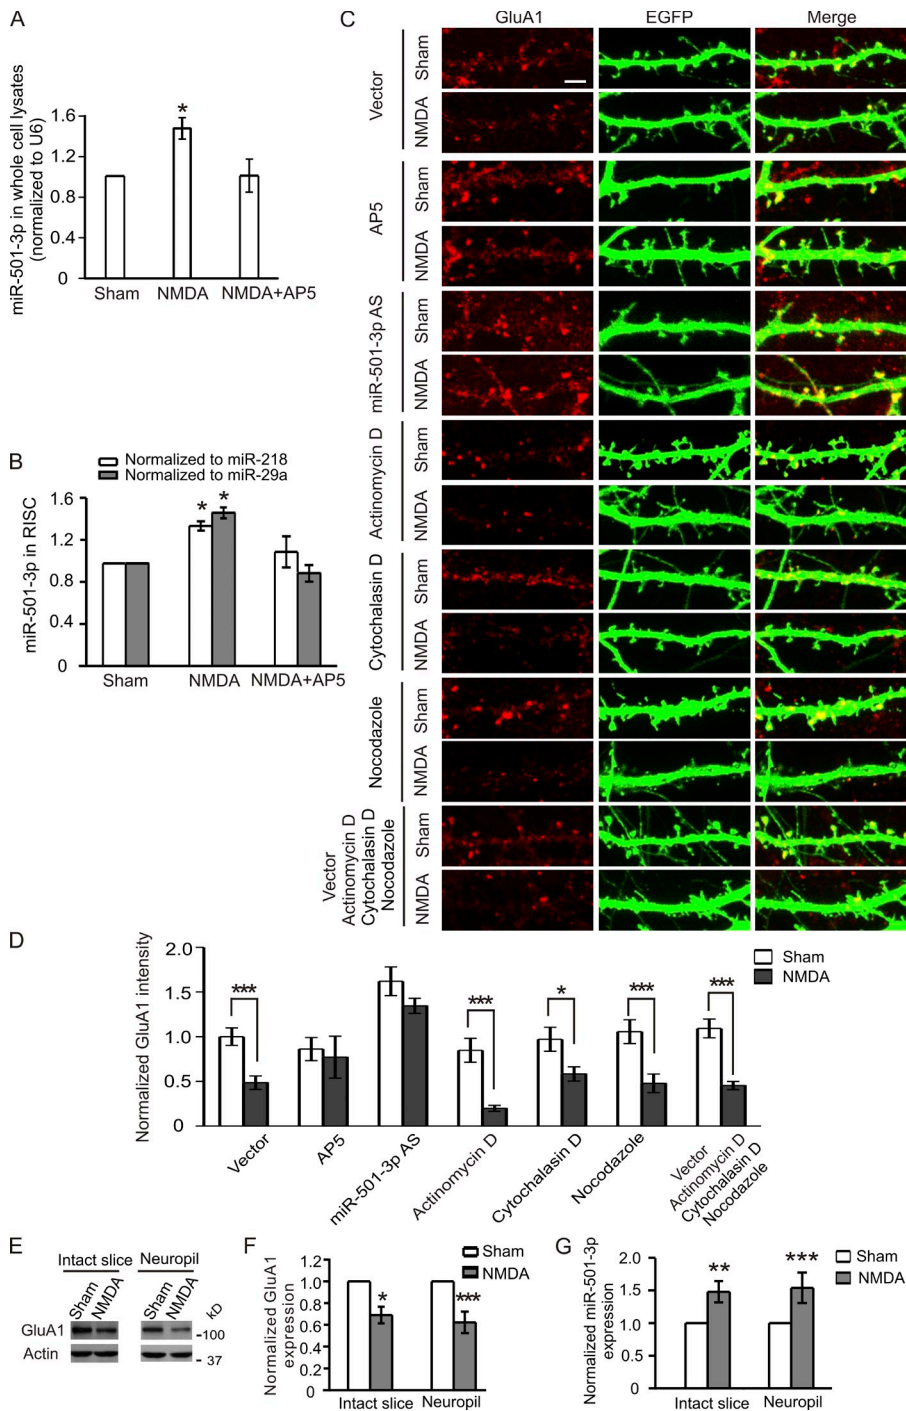 A
miR-501-3p in whole cell lysates
(normalized to U6)
1.6
1.2
0.8
0.4
0
*
Sham
NMDA
NMDA+AP5
B
Normalized to miR-218
Normalized to miR-29a
miR-501-3p in RISC
1.6
1.2
0.8
0.4
0
*
*
Sham
NMDA
NMDA+AP5
C
GluA1
EGFP
Merge
Vector
Sham
NMDA
AP5
Sham
NMDA
miR-501-3p AS
Sham
NMDA
Actinomycin D
Sham
NMDA
Cytochalasin D
Sham
NMDA
Nocodazole
Sham
NMDA
Vector
Actinomycin D
Cytochalasin D
Nocodazole
Sham
NMDA
D
Normalized GluA1 intensity
2.0
1.5
1.0
0.5
0
***
***
*
***
***
Sham
NMDA
Vector
AP5
miR-501-3p AS
Actinomycin D
Cytochalasin D
Nocodazole
Vector
Actinomycin D
Cytochalasin D
Nocodazole
E
Intact slice
Neuropil
Sham
NMDA
Sham
NMDA
kD
GluA1
- 100
Actin
- 37
F
Normalized GluA1
expression
1.2
1.0
0.8
0.6
0.4
0.2
0
*
***
Sham
NMDA
Intact slice
Neuropil
G
Normalized miR-501-3p
expression
2.0
1.5
1.0
0.5
0
**
***
Sham
NMDA
Intact slice
Neuropil